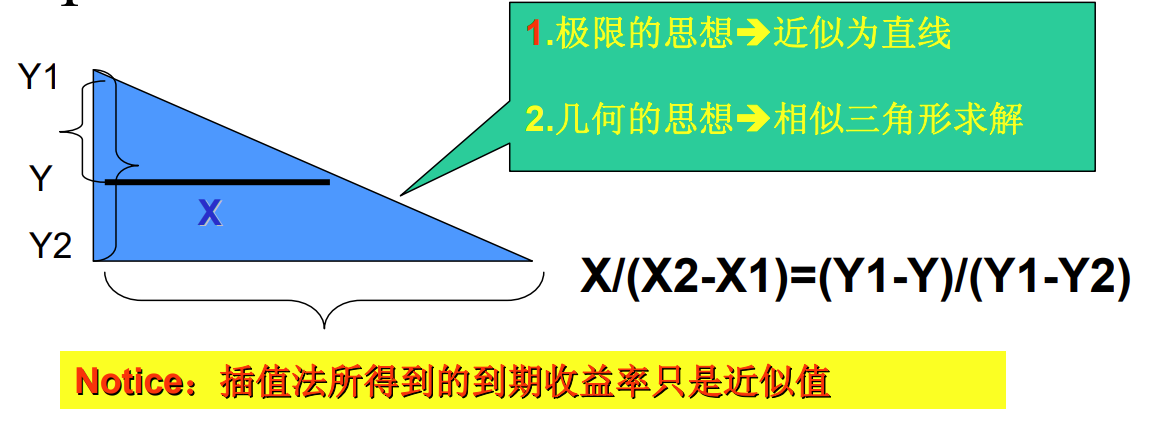 1.极限的思想➔近似为直线
Y1
2.几何的思想➔相似三角形求解
Y
X
Y2
X/(X2-X1)=(Y1-Y)/(Y1-Y2)
Notice：插值法所得到的到期收益率只是近似值